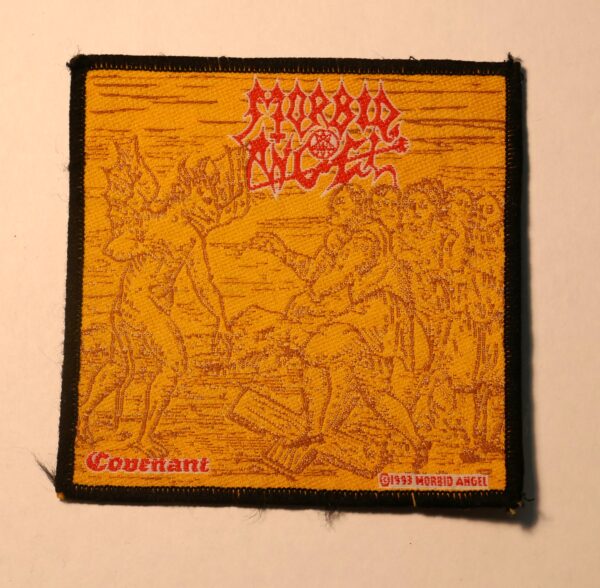 MORBID
ANGEL
Covenant
©1993 MORBID ANGEL